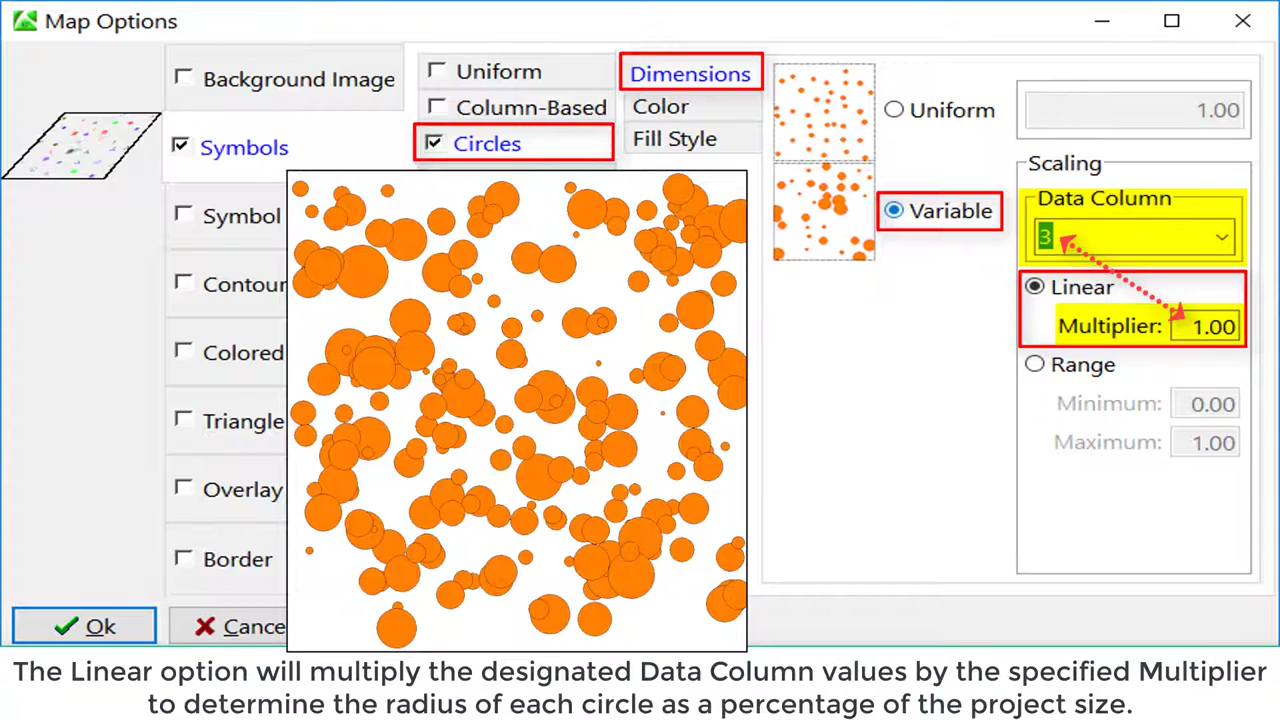 Map Options
Background Image
Symbols
Symbol
Contour
Colored
Triangle
Overlay
Border
Uniform
Column-Based
Circles
Dimensions
Color
Fill Style
Uniform
Variable
1.00
Scaling
Data Column
3
Linear
Multiplier: 1.00
Range
Minimum: 0.00
Maximum: 1.00
Ok
Cance
The Linear option will multiply the designated Data Column values by the specified Multiplier
to determine the radius of each circle as a percentage of the project size.